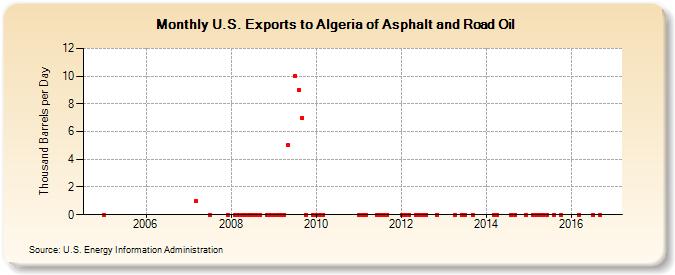 Monthly U.S. Exports to Algeria of Asphalt and Road Oil
Thousand Barrels per Day
12
10
8
6
4
2
0
2006 2008 2010 2012 2014 2016
Source: U.S. Energy Information Administration